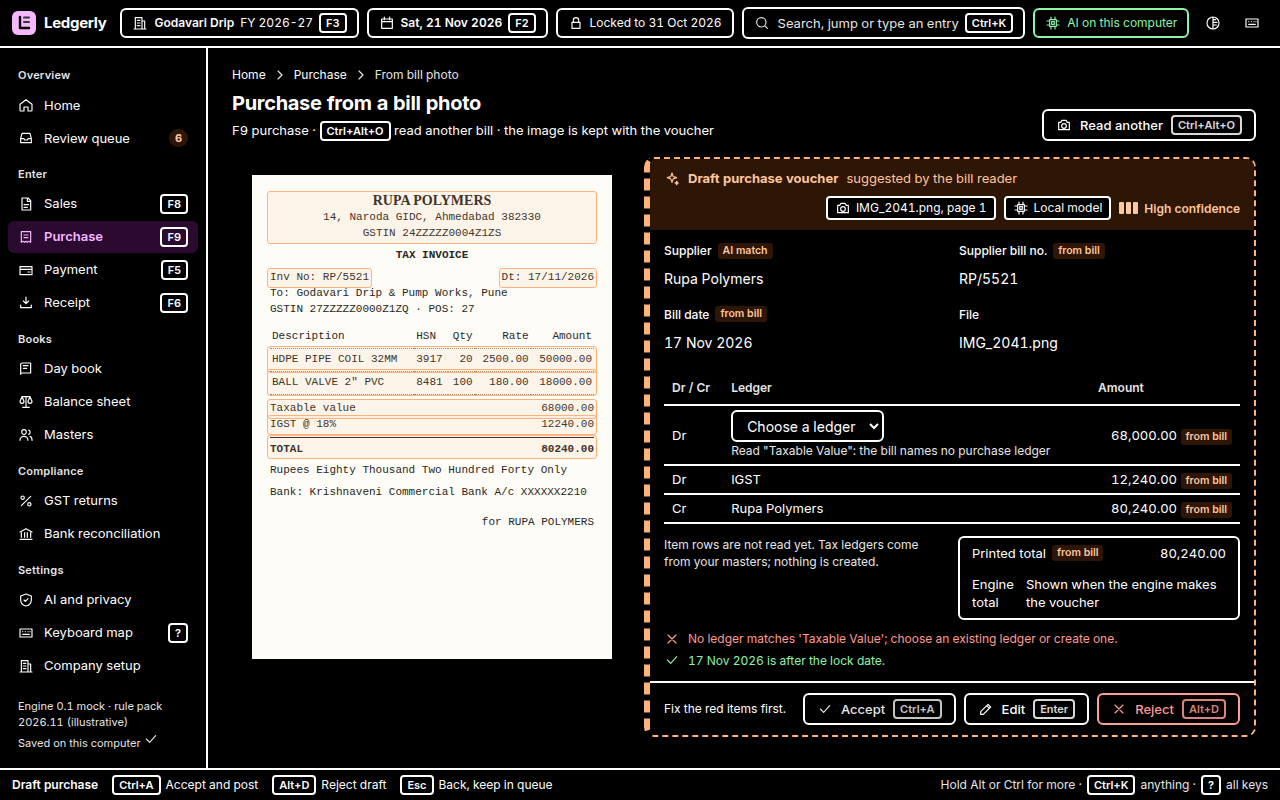 Ledgerly
Godavari Drip FY 2026-27 F3
Sat, 21 Nov 2026 F2
Locked to 31 Oct 2026
Search, jump or type an entry Ctrl+K
AI on this computer
Overview
Home
Review queue 6
Enter
Sales F8
Purchase F9
Payment F5
Receipt F6
Books
Day book
Balance sheet
Masters
Compliance
GST returns
Bank reconciliation
Settings
AI and privacy
Keyboard map ?
Company setup
Engine 0.1 mock · rule pack
2026.11 (illustrative)
Saved on this computer
Home Purchase From bill photo
Purchase from a bill photo
F9 purchase · Ctrl+Alt+O read another bill · the image is kept with the voucher
Read another Ctrl+Alt+O
RUPA POLYMERS
14, Naroda GIDC, Ahmedabad 382330
GSTIN 24ZZZZZ0004Z1ZS
TAX INVOICE
Inv No: RP/5521 Dt: 17/11/2026
To: Godavari Drip & Pump Works, Pune
GSTIN 27ZZZZZ0000Z1ZQ · POS: 27
Description HSN Qty Rate Amount
HDPE PIPE COIL 32MM 3917 20 2500.00 50000.00
BALL VALVE 2" PVC 8481 100 180.00 18000.00
Taxable value 68000.00
IGST @ 18% 12240.00
TOTAL 80240.00
Rupees Eighty Thousand Two Hundred Forty Only
Bank: Krishnaveni Commercial Bank A/c XXXXXX2210
for RUPA POLYMERS
Draft purchase voucher suggested by the bill reader
IMG_2041.png, page 1
Local model
High confidence
Supplier AI match
Rupa Polymers
Supplier bill no. from bill
RP/5521
Bill date from bill
17 Nov 2026
File
IMG_2041.png
Dr / Cr Ledger Amount
Dr Choose a ledger 68,000.00 from bill
Read "Taxable Value": the bill names no purchase ledger
Dr IGST 12,240.00 from bill
Cr Rupa Polymers 80,240.00 from bill
Item rows are not read yet. Tax ledgers come
from your masters; nothing is created.
Printed total from bill 80,240.00
Engine total Shown when the engine makes
the voucher
No ledger matches 'Taxable Value'; choose an existing ledger or create one.
17 Nov 2026 is after the lock date.
Fix the red items first.
Accept Ctrl+A
Edit Enter
Reject Alt+D
Draft purchase Ctrl+A Accept and post Alt+D Reject draft Esc Back, keep in queue
Hold Alt or Ctrl for more · Ctrl+K anything · ? all keys